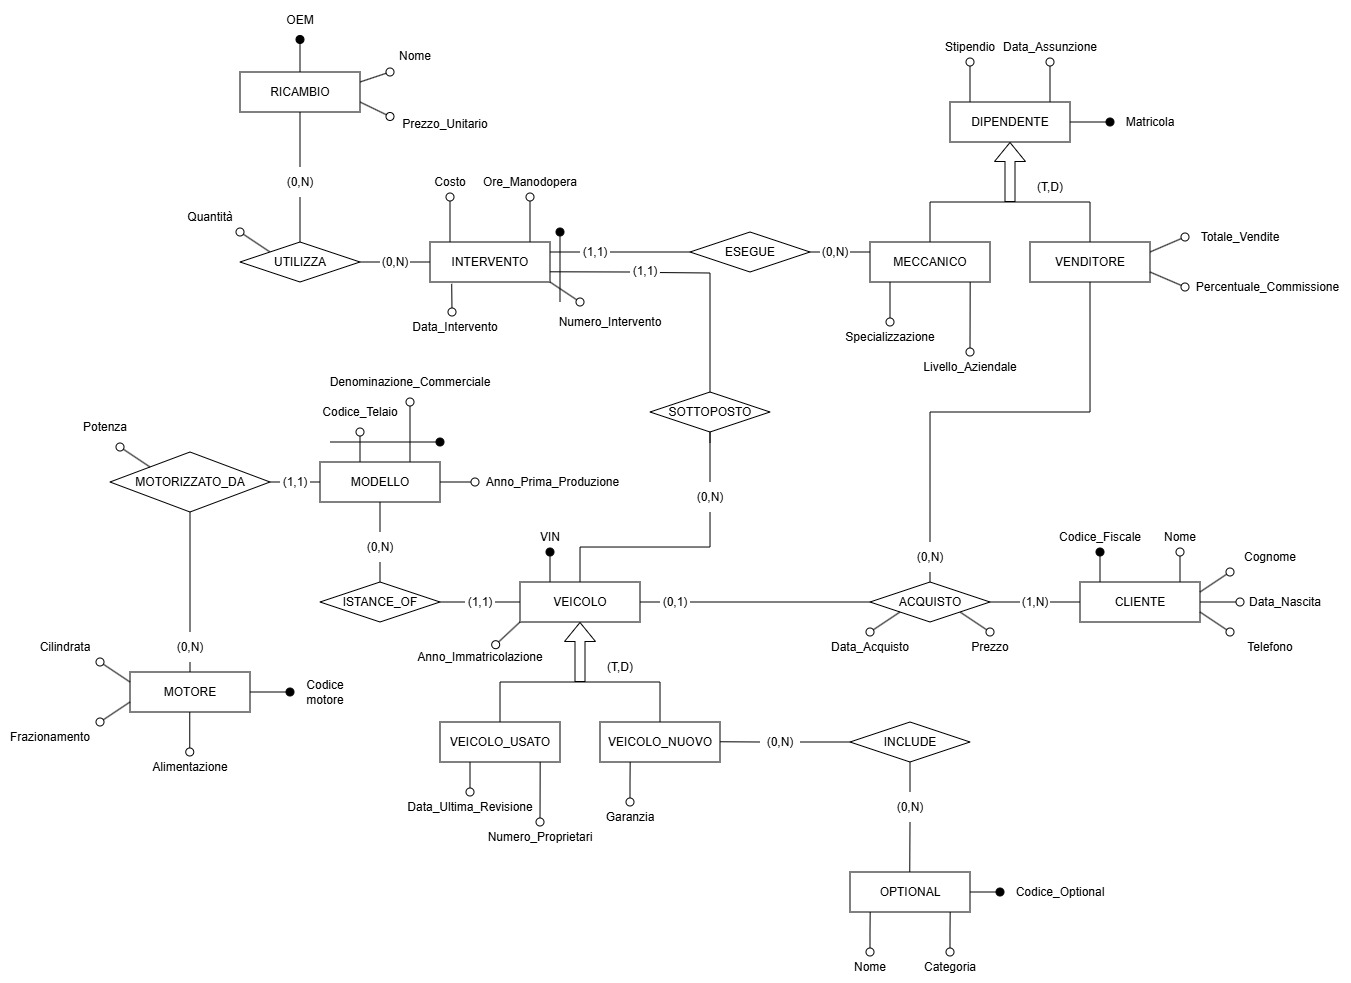 OEM
Nome
RICAMBIO
Prezzo_Unitario
(0,N)
Quantità
UTILIZZA
(0,N)
Costo
Ore_Manodopera
INTERVENTO
(1,1)
(1,1)
Data_Intervento
Numero_Intervento
ESEGUE
(0,N)
Stipendio
Data_Assunzione
DIPENDENTE
Matricola
(T,D)
MECCANICO
VENDITORE
Totale_Vendite
Percentuale_Commissione
Specializzazione
Livello_Aziendale
Denominazione_Commerciale
Codice_Telaio
Potenza
MOTORIZZATO_DA
(1,1)
MODELLO
Anno_Prima_Produzione
SOTTOPOSTO
(0,N)
(0,N)
VIN
ISTANCE_OF
(1,1)
VEICOLO
(0,1)
(0,N)
ACQUISTO
(1,N)
Data_Acquisto
Prezzo
Codice_Fiscale
Nome
Cognome
CLIENTE
Data_Nascita
Telefono
Anno_Immatricolazione
(T,D)
(0,N)
Cilindrata
MOTORE
Codice
motore
Frazionamento
Alimentazione
VEICOLO_USATO
VEICOLO_NUOVO
(0,N)
INCLUDE
Data_Ultima_Revisione
Numero_Proprietari
Garanzia
(0,N)
OPTIONAL
Codice_Optional
Nome
Categoria